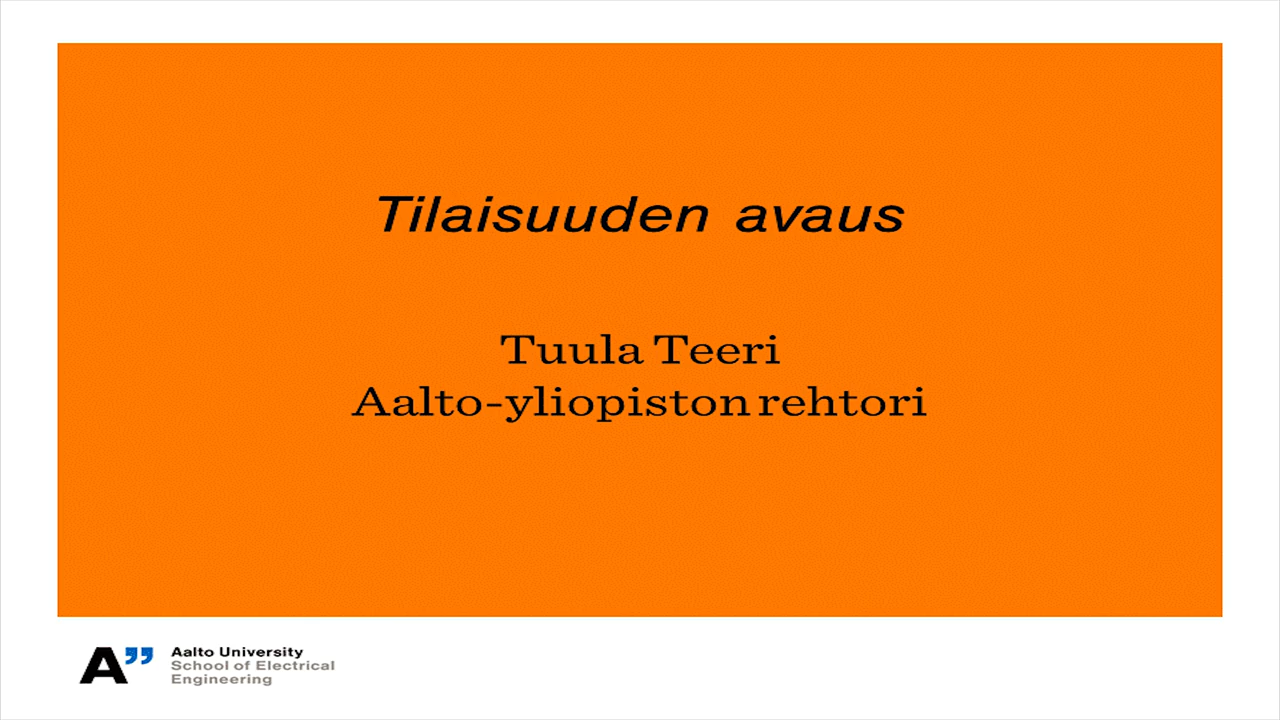 Tilaisuuden avaus
Tuula Teeri
Aalto-yliopiston rehtori
A”
Aalto University
School of Electrical
Engineering